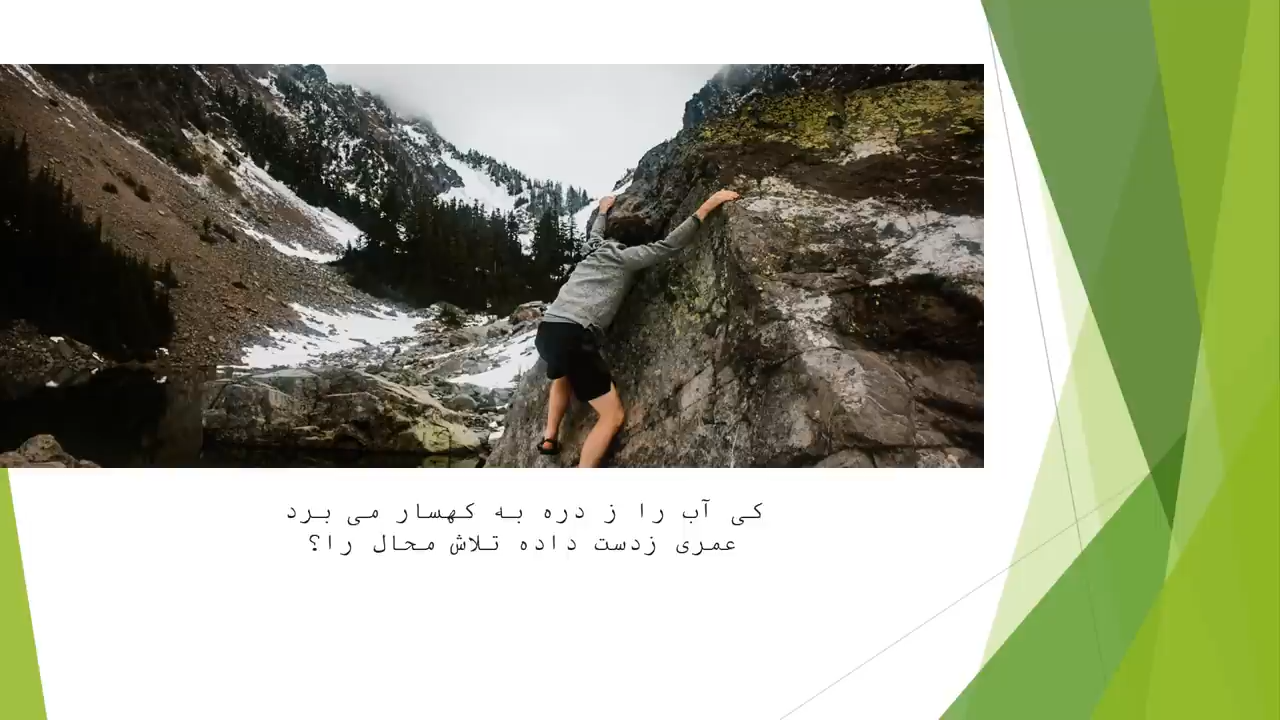 کی آب را ز دره به کهسار می برد
عمری زدست داده تلاش محال را؟